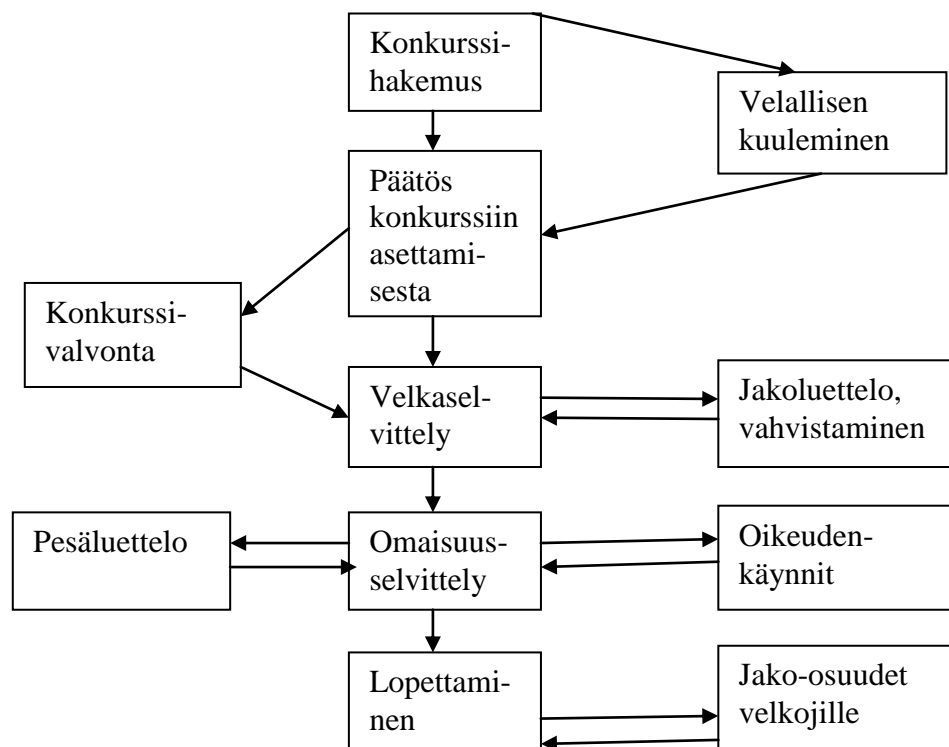 Konkurssi-
hakemus
Velallisen
kuuleminen
Päätös
konkurssiin
asettami-
sesta
Konkurssi-
valvonta
Velkasel-
vittely
Jakoluettelo,
vahvistaminen
Pesäluettelo
Omaisuus-
selvittely
Oikeuden-
käynnit
Lopettami-
nen
Jako-osuudet
velkojille